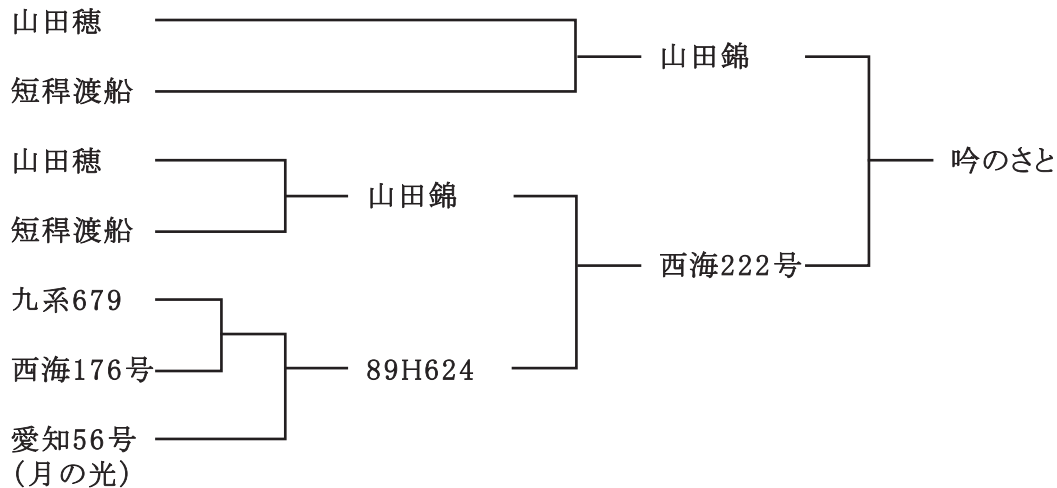 山田穂
短稈渡船
山田錦
山田穂
短稈渡船
山田錦
吟のさと
西海222号
九系679
西海176号
89H624
愛知56号
(月の光)